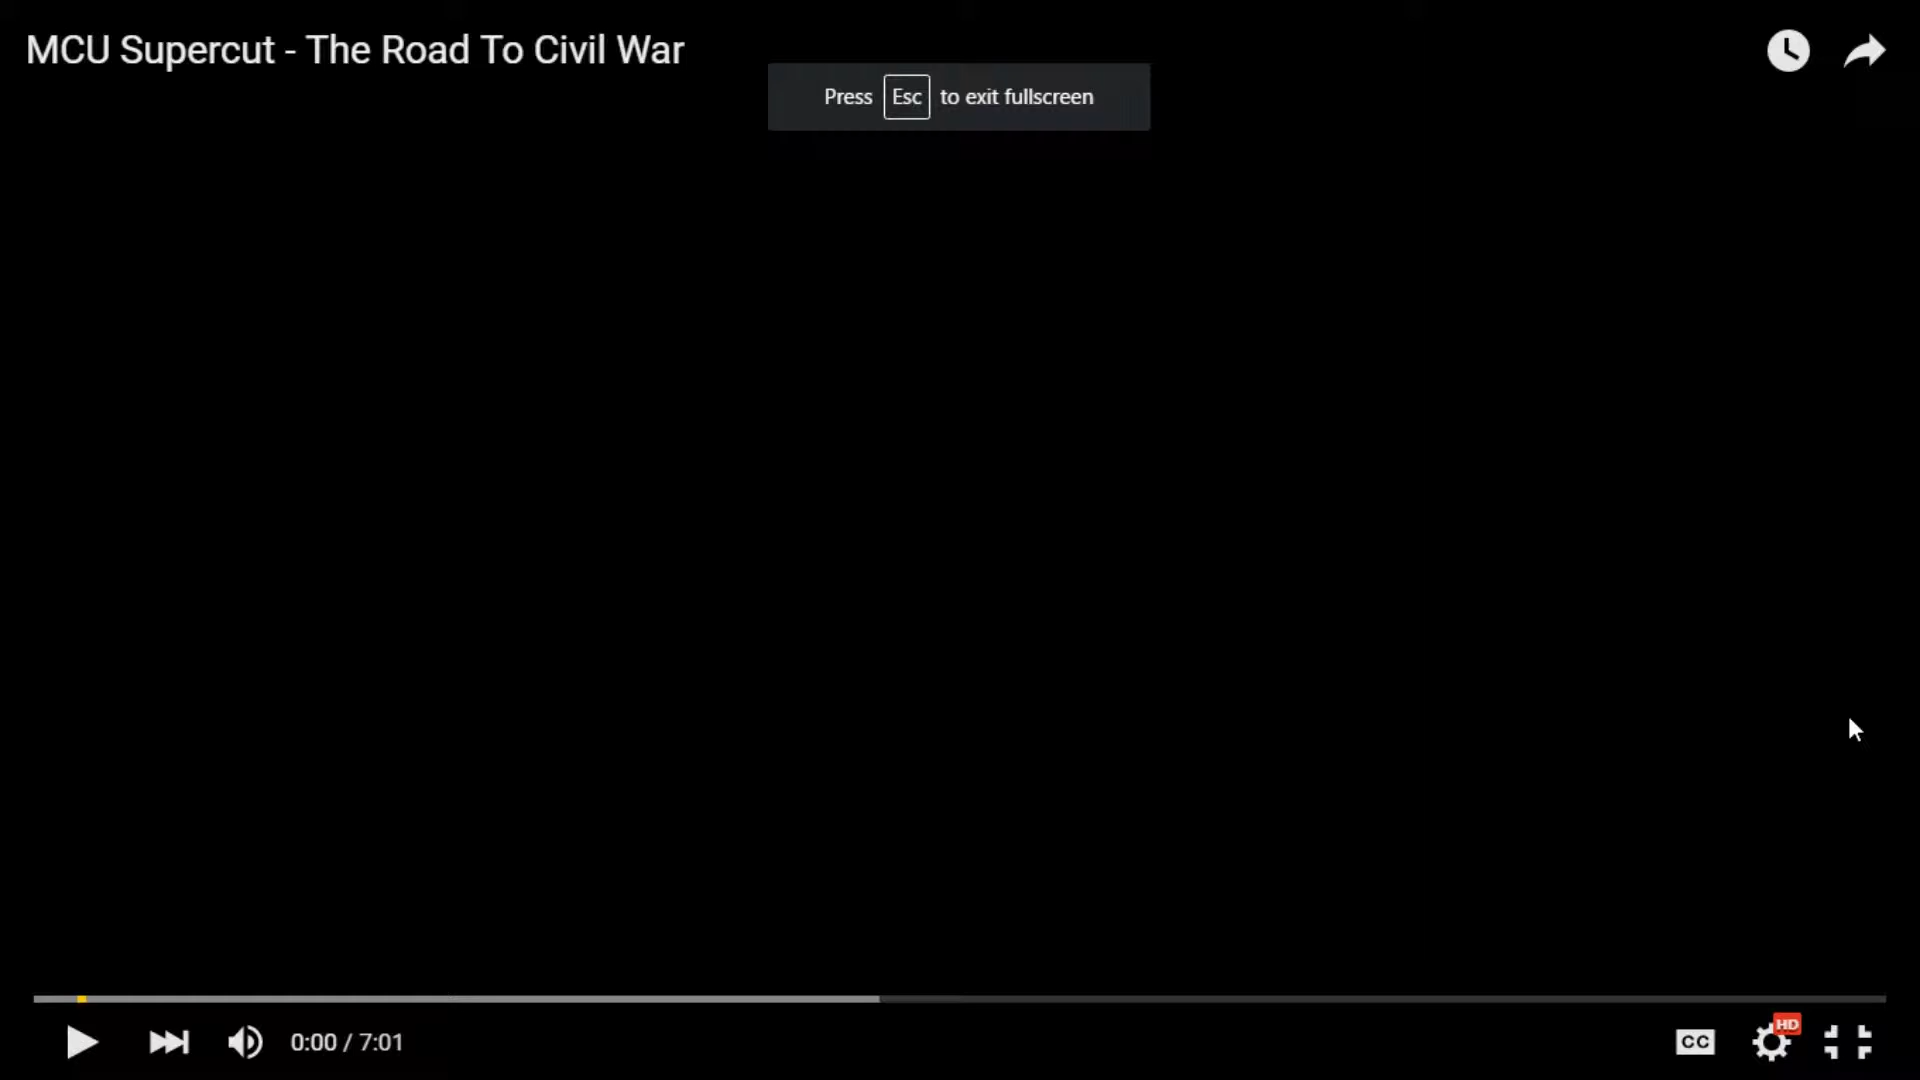 MCU Supercut - The Road To Civil War
Press Esc to exit fullscreen
0:00 / 7:01
CC
HD